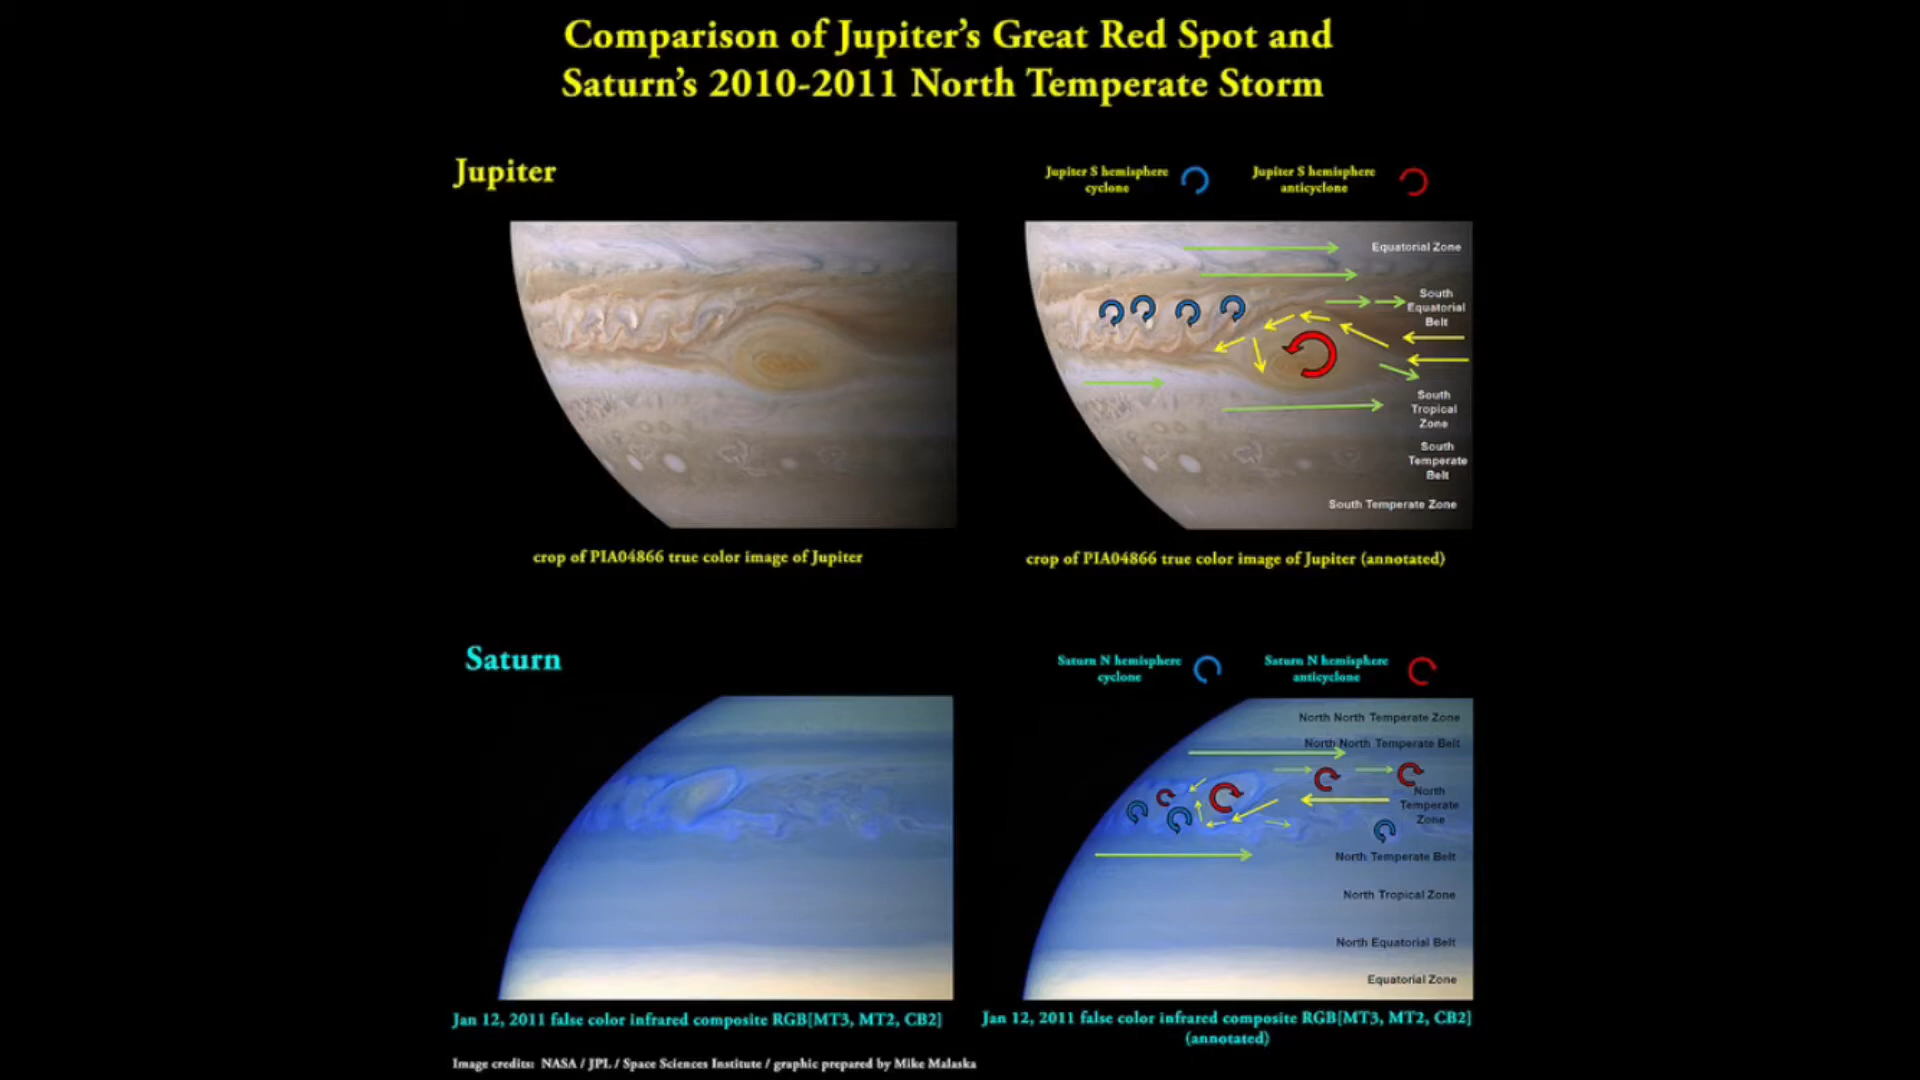 Comparison of Jupiter's Great Red Spot and
Saturn's 2010-2011 North Temperate Storm
Jupiter
Jupiter S hemisphere
cyclone
Jupiter S hemisphere
anticyclone
Equatorial Zone
South
Equatorial
Belt
South
Tropical
Zone
South
Temperate
Belt
South Temperate Zone
crop of PIA04866 true color image of Jupiter
crop of PIA04866 true color image of Jupiter (annotated)
Saturn
Saturn N hemisphere
cyclone
Saturn N hemisphere
anticyclone
North North Temperate Zone
North North Temperate Belt
North
Temperate
Zone
North Temperate Belt
North Tropical Zone
North Equatorial Belt
Equatorial Zone
Jan 12, 2011 false color infrared composite RGB[MT3, MT2, CB2]
Jan 12, 2011 false color infrared composite RGB[MT3, MT2, CB2]
(annotated)
Image credits: NASA / JPL / Space Sciences Institute / graphic prepared by Mike Malaska